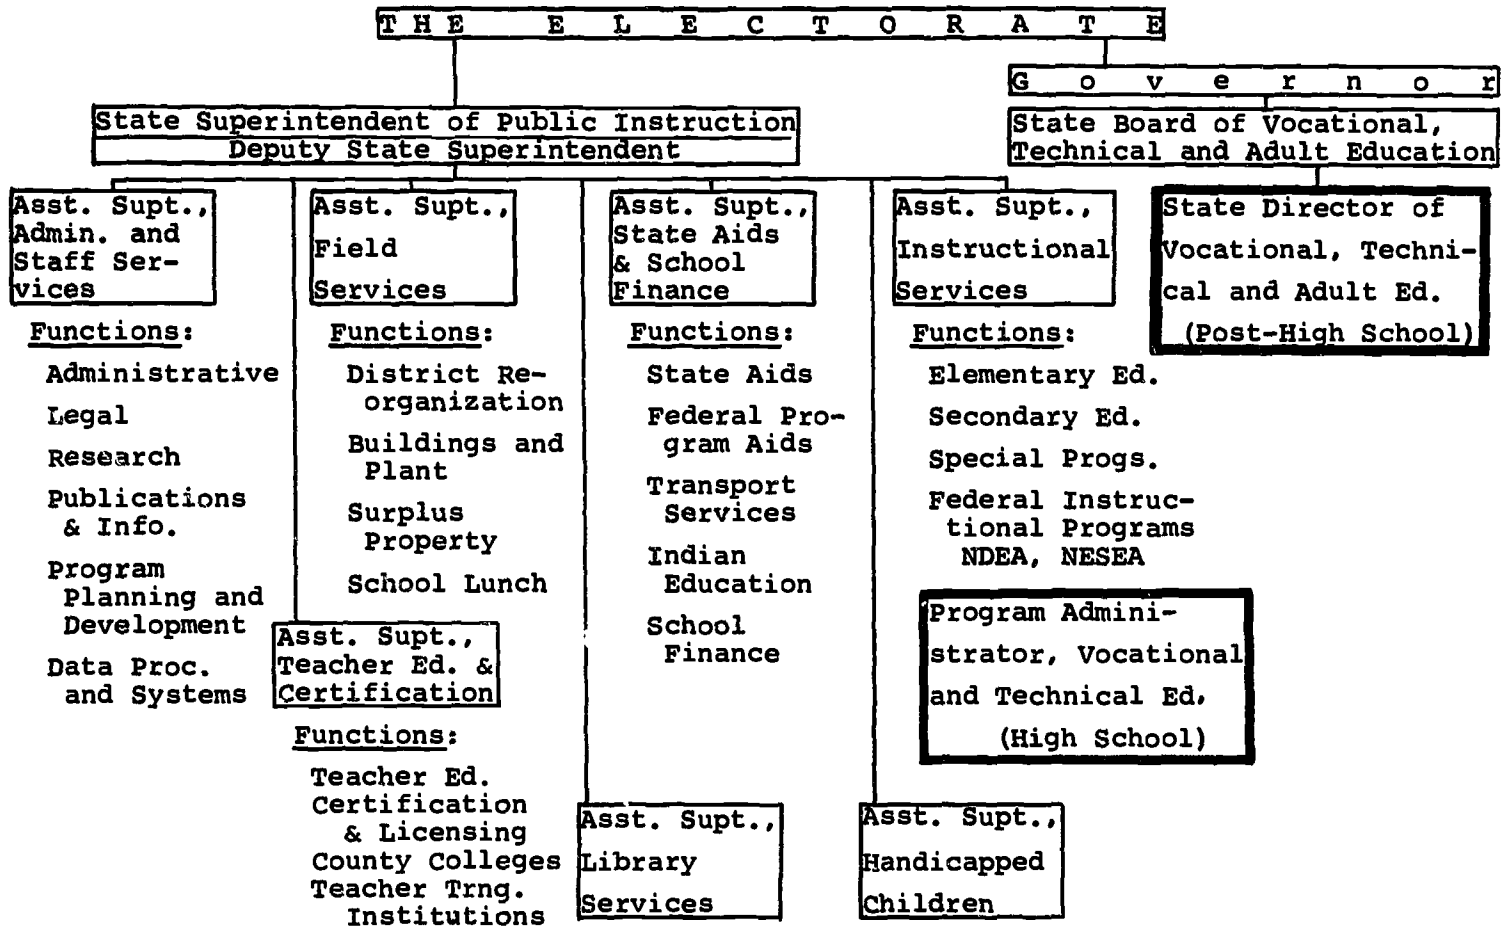 THE ELECTORATE
Governor
State Superintendent of Public Instruction
Deputy State Superintendent
State Board of Vocational,
Technical and Adult Education
Asst. Supt.,
Admin. and
Staff Ser-
vices
Functions:
Administrative
Legal
Research
Publications
& Info.
Program
Planning and
Development
Data Proc.
and Systems
Asst. Supt.,
Teacher Ed. &
Certification
Functions:
Teacher Ed.
Certification
& Licensing
County Colleges
Teacher Trng.
Institutions
Asst. Supt.,
Field
Services
Functions:
District Re-
organization
Buildings and
Plant
Surplus
Property
School Lunch
Asst. Supt.,
Library
Services
Asst. Supt.,
State Aids
& School
Finance
Functions:
State Aids
Federal Pro-
gram Aids
Transport
Services
Indian
Education
School
Finance
Asst. Supt.,
Handicapped
Children
Asst. Supt.,
Instructional
Services
Functions:
Elementary Ed.
Secondary Ed.
Special Progs.
Federal Instruc-
tional Programs
NDEA, NESEA
Program Admini-
strator, Vocational
and Technical Ed.
(High School)
State Director of
Vocational, Techni-
cal and Adult Ed.
(Post-High School)